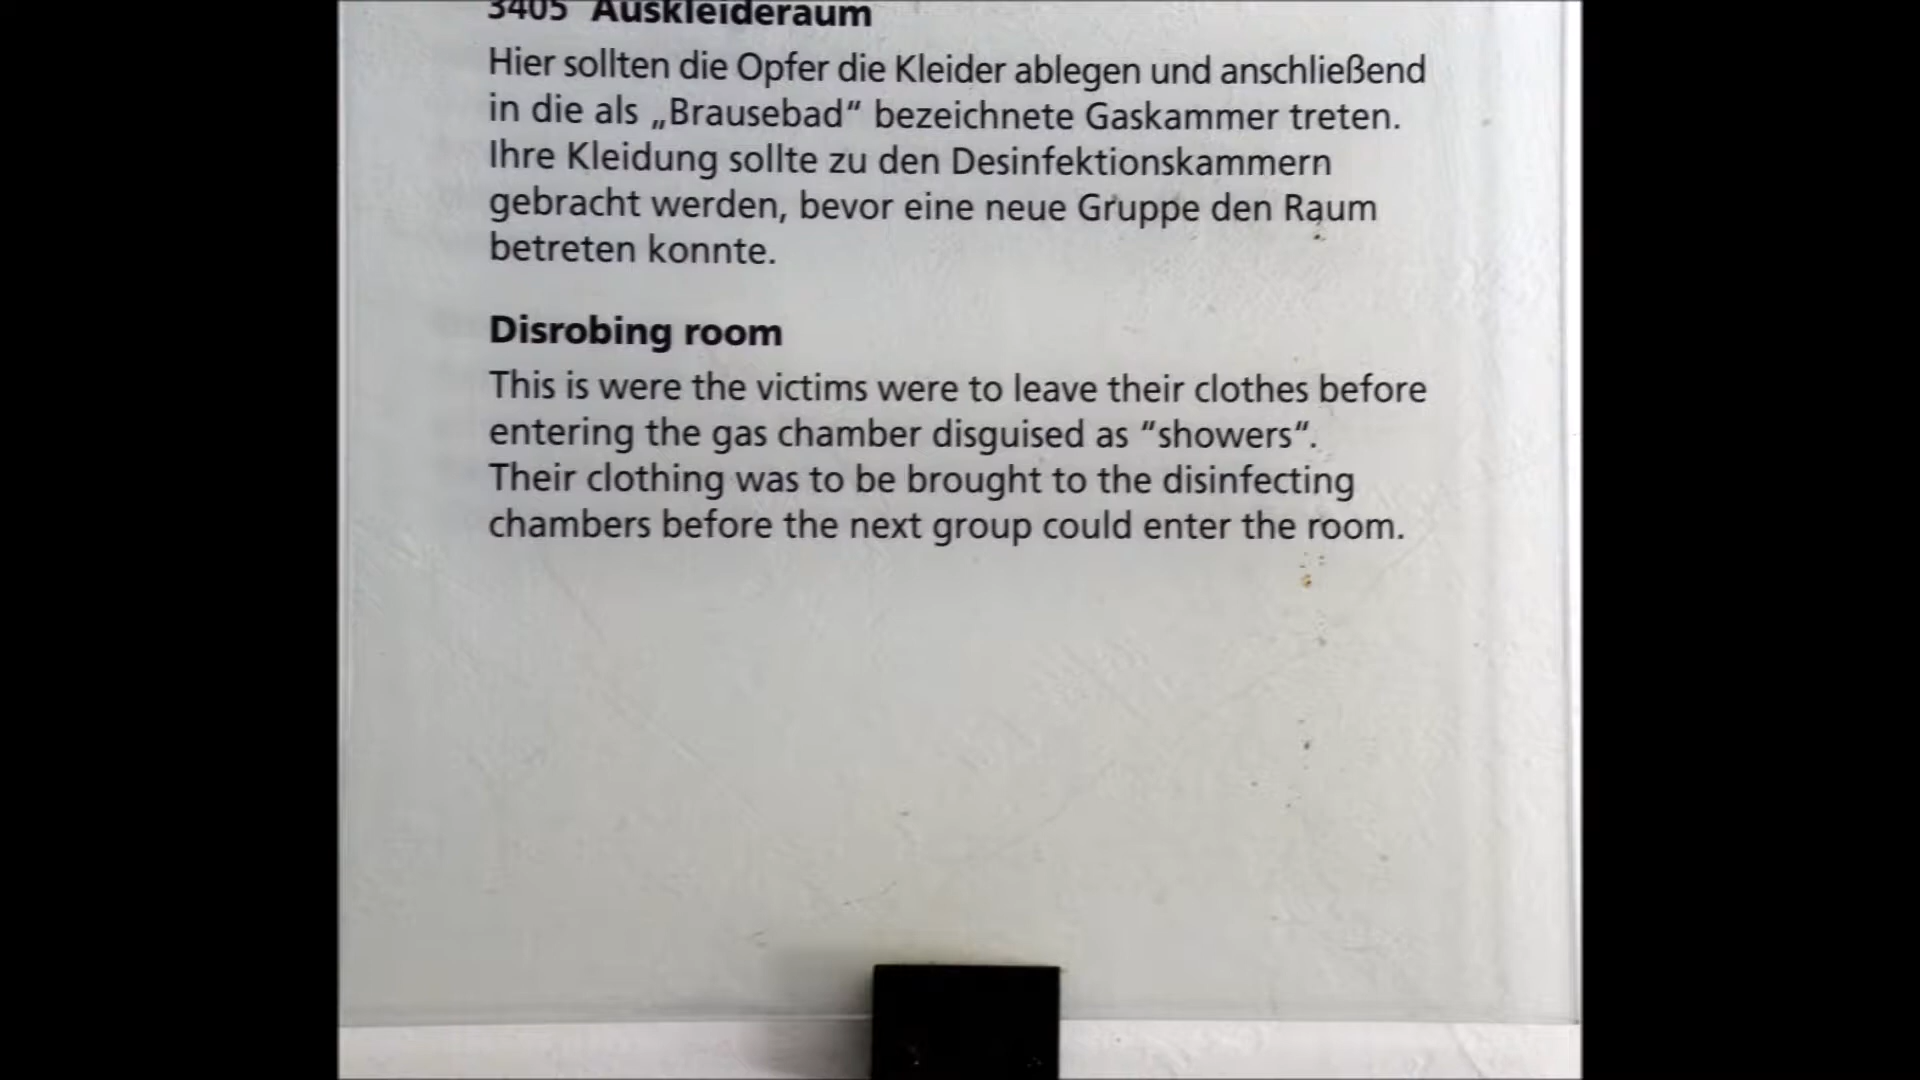 3405 Auskleideraum
Hier sollten die Opfer die Kleider ablegen und anschließend
in die als „Brausebad“ bezeichnete Gaskammer treten.
Ihre Kleidung sollte zu den Desinfektionskammern
gebracht werden, bevor eine neue Gruppe den Raum
betreten konnte.
Disrobing room
This is were the victims were to leave their clothes before
entering the gas chamber disguised as “showers“.
Their clothing was to be brought to the disinfecting
chambers before the next group could enter the room.